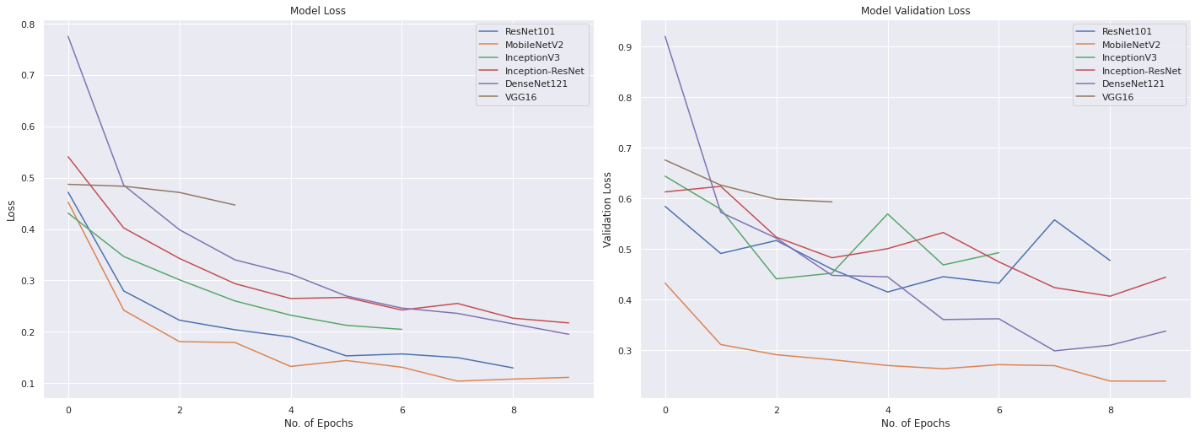 Model Loss
0.8
0.7
0.6
0.5
0.4
0.3
0.2
0.1
Loss
0
2
4
6
8
No. of Epochs
ResNet101
MobileNetV2
InceptionV3
Inception-ResNet
DenseNet121
VGG16
Model Validation Loss
0.9
0.8
0.7
0.6
0.5
0.4
0.3
Validation Loss
0
2
4
6
8
No. of Epochs
ResNet101
MobileNetV2
InceptionV3
Inception-ResNet
DenseNet121
VGG16